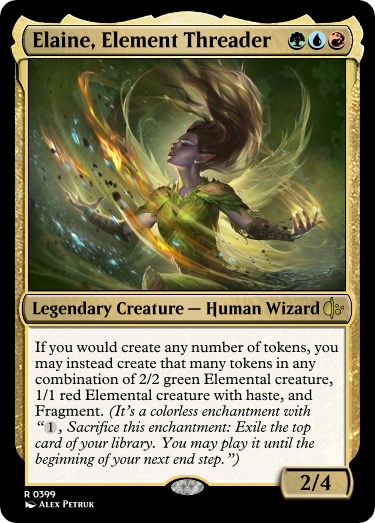 Elaine, Element Threader
Legendary Creature — Human Wizard
If you would create any number of tokens, you
may instead create that many tokens in any
combination of 2/2 green Elemental creature,
1/1 red Elemental creature with haste, and
Fragment. (It's a colorless enchantment with
“1, Sacrifice this enchantment: Exile the top
card of your library. You may play it until the
beginning of your next end step.”)
2/4
R 0399
Alex Petruk